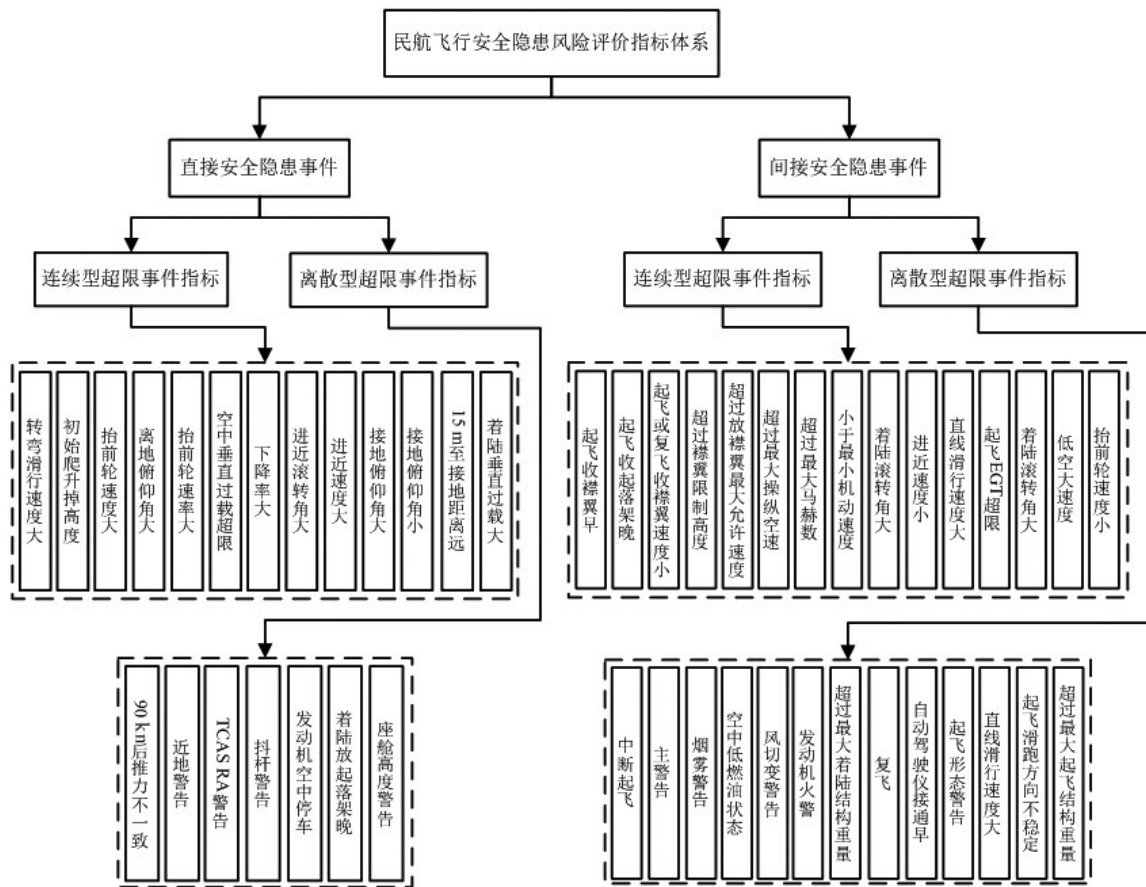 民航飞行安全隐患风险评价指标体系
直接安全隐患事件
间接安全隐患事件
连续型超限事件指标
离散型超限事件指标
连续型超限事件指标
离散型超限事件指标
转弯滑行速度大
初始爬升掉高度
抬前轮速度大
离地俯仰角大
抬前轮速率大
空中垂直过载超限
下降率大
进近滚转角大
进近速度大
接地俯仰角大
接地俯仰角小
15 m至接地距离远
着陆垂直过载大
起飞收襟翼早
起飞收起落架晚
起飞或复飞收襟翼速度小
超过襟翼限制高度
超过放襟翼最大允许速度
超过最大操纵空速
超过最大马赫数
小于最小机动速度
着陆滚转角大
进近速度小
直线滑行速度大
起飞EGT超限
着陆滚转角大
低空大速度
抬前轮速度小
90 kn后推力不一致
近地警告
TCAS RA警告
抖杆警告
发动机空中停车
着陆放起落架晚
座舱高度警告
中断起飞
主警告
烟雾警告
空中低燃油状态
风切变警告
发动机火警
超过最大着陆结构重量
复飞
自动驾驶仪接通早
起飞形态警告
直线滑行速度大
起飞滑跑方向不稳定
超过最大起飞结构重量